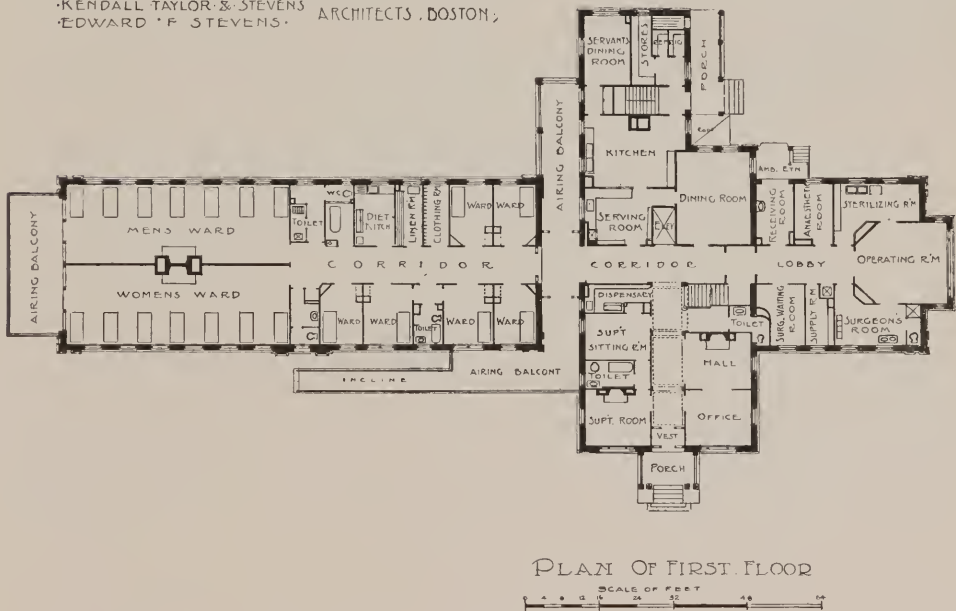 ·KENDALL TAYLOR & STEVENS
·EDWARD F STEVENS· ARCHITECTS, BOSTON;
SERVANTS
DINING
ROOM
STORES
PORCH
AIRING BALCONY
KITCHEN
SERVING
ROOM
DINING ROOM
AMB. ETN
RECEIVING
ROOM
ANAESTHETIC
ROOM
STERILIZING R'M
OPERATING R'M
AIRING BALCONY
MENS WARD
WOMENS WARD
TOILET
W C
DIET
KITCH
LINEN RM
CLOTHING RM
WARD
WARD
CORRIDOR
CORRIDOR
LOBBY
WARD
WARD
TOILET
WARD
WARD
INCLINE
AIRING BALCONY
DISPENSARY
SUP'T
SITTING R'M
TOILET
SUPT. ROOM
TOILET
HALL
OFFICE
VEST
PORCH
SURG. WAITING
ROOM
SUPPLY R'M
SURGEONS
ROOM
PLAN OF FIRST FLOOR
SCALE OF FEET
0 4 8 12 16 24 32 48 64